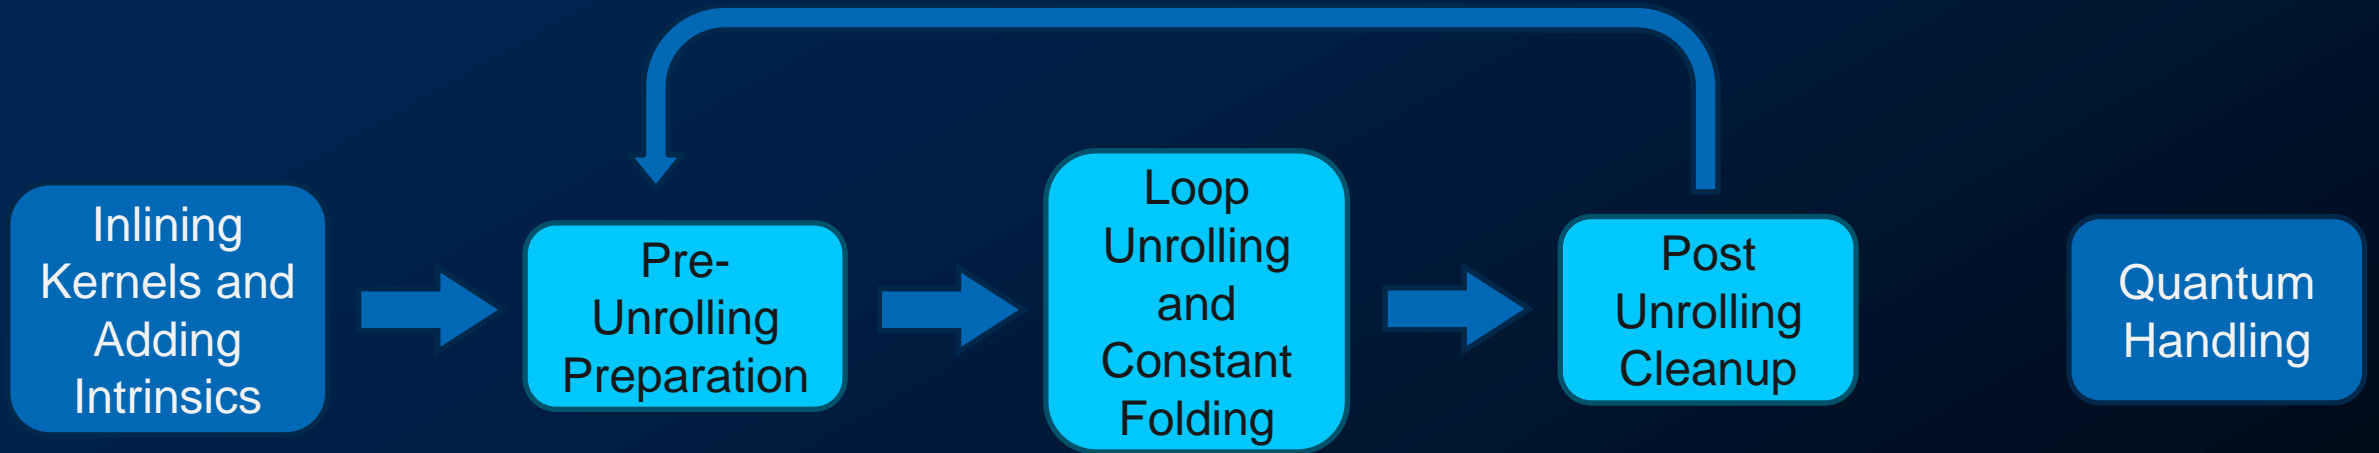 Inlining
Kernels and
Adding
Intrinsics
Pre-
Unrolling
Preparation
Loop
Unrolling
and
Constant
Folding
Post
Unrolling
Cleanup
Quantum
Handling